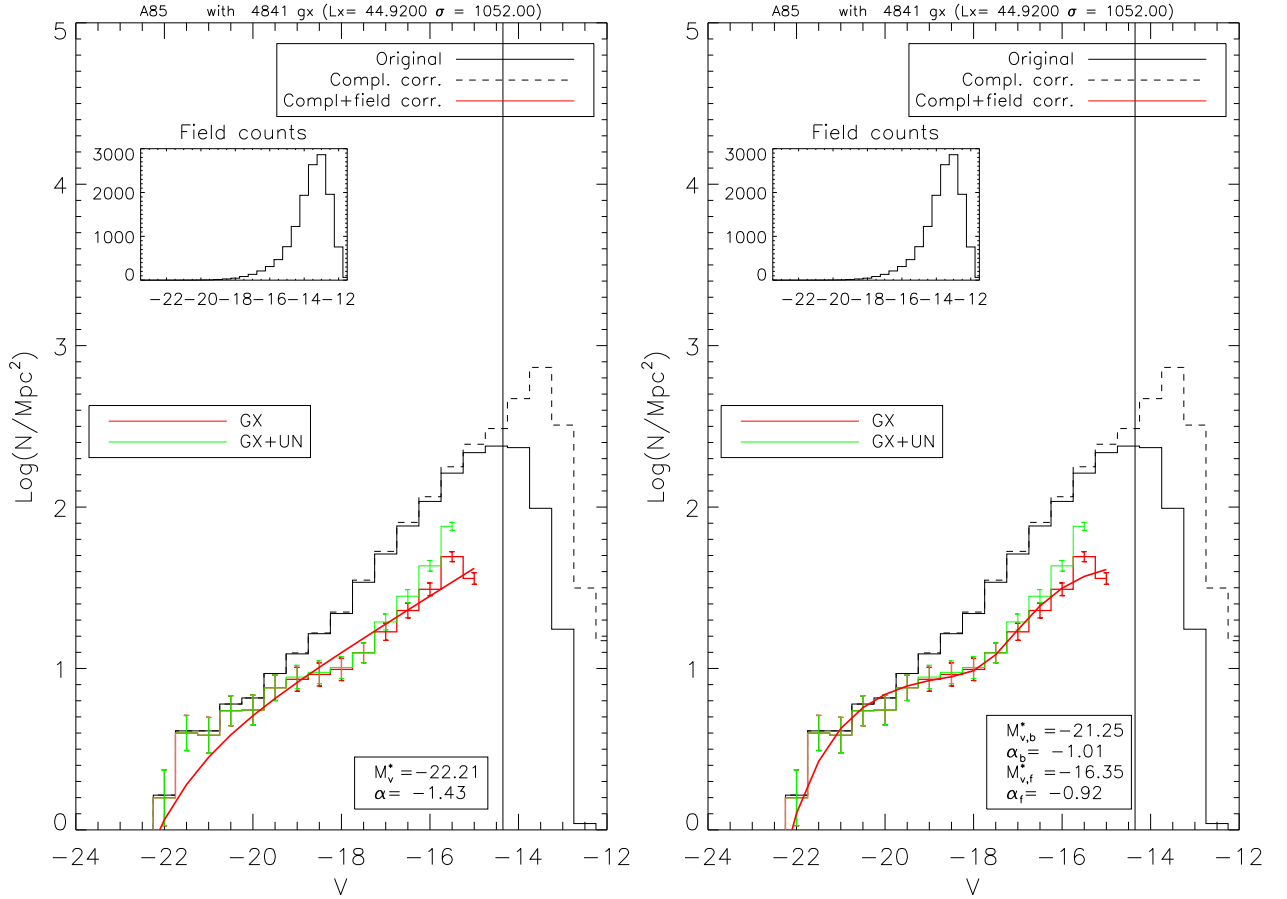 A85 with 4841 gx (Lx= 44.9200 σ = 1052.00)
Original
Compl. corr.
Compl+field corr.
Field counts
3000
2000
1000
0
-22-20-18-16-14-12
GX
GX+UN
M*v =-22.21
α= -1.43
5
4
3
2
1
0
Log(N/Mpc²)
-24 -22 -20 -18 -16 -14 -12
V
A85 with 4841 gx (Lx= 44.9200 σ = 1052.00)
Original
Compl. corr.
Compl+field corr.
Field counts
3000
2000
1000
0
-22-20-18-16-14-12
GX
GX+UN
M*v,b =-21.25
αb= -1.01
M*v,f =-16.35
αf= -0.92
5
4
3
2
1
0
Log(N/Mpc²)
-24 -22 -20 -18 -16 -14 -12
V